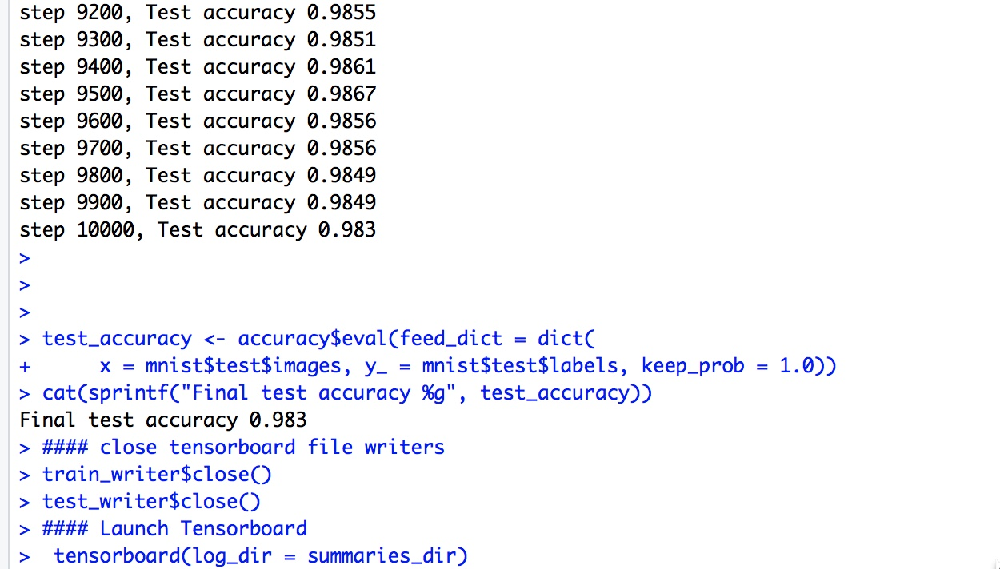 step 9200, Test accuracy 0.9855
step 9300, Test accuracy 0.9851
step 9400, Test accuracy 0.9861
step 9500, Test accuracy 0.9867
step 9600, Test accuracy 0.9856
step 9700, Test accuracy 0.9856
step 9800, Test accuracy 0.9849
step 9900, Test accuracy 0.9849
step 10000, Test accuracy 0.983
>
>
>
> test_accuracy <- accuracy$eval(feed_dict = dict(
+      x = mnist$test$images, y_ = mnist$test$labels, keep_prob = 1.0))
> cat(sprintf("Final test accuracy %g", test_accuracy))
Final test accuracy 0.983
> #### close tensorboard file writers
> train_writer$close()
> test_writer$close()
> #### Launch Tensorboard
>  tensorboard(log_dir = summaries_dir)